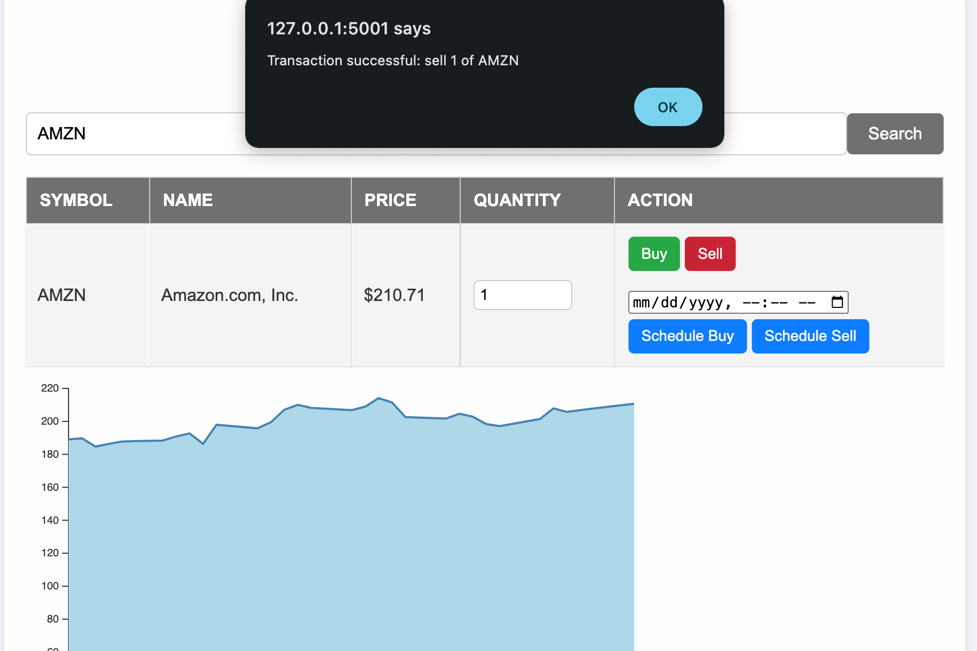 127.0.0.1:5001 says
Transaction successful: sell 1 of AMZN
OK
AMZN
Search
SYMBOL NAME PRICE QUANTITY ACTION
Buy Sell
AMZN Amazon.com, Inc. $210.71 1
mm/dd/yyyy, --:-- --
Schedule Buy Schedule Sell
220
200
180
160
140
120
100
80